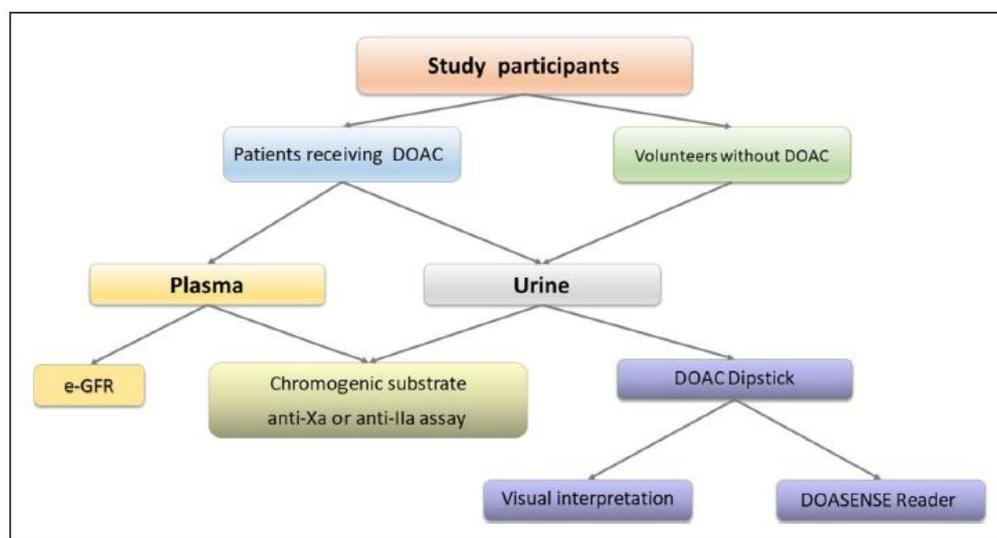 Study participants
Patients receiving DOAC
Volunteers without DOAC
Plasma
Urine
e-GFR
Chromogenic substrate
anti-Xa or anti-IIa assay
DOAC Dipstick
Visual interpretation
DOASENSE Reader